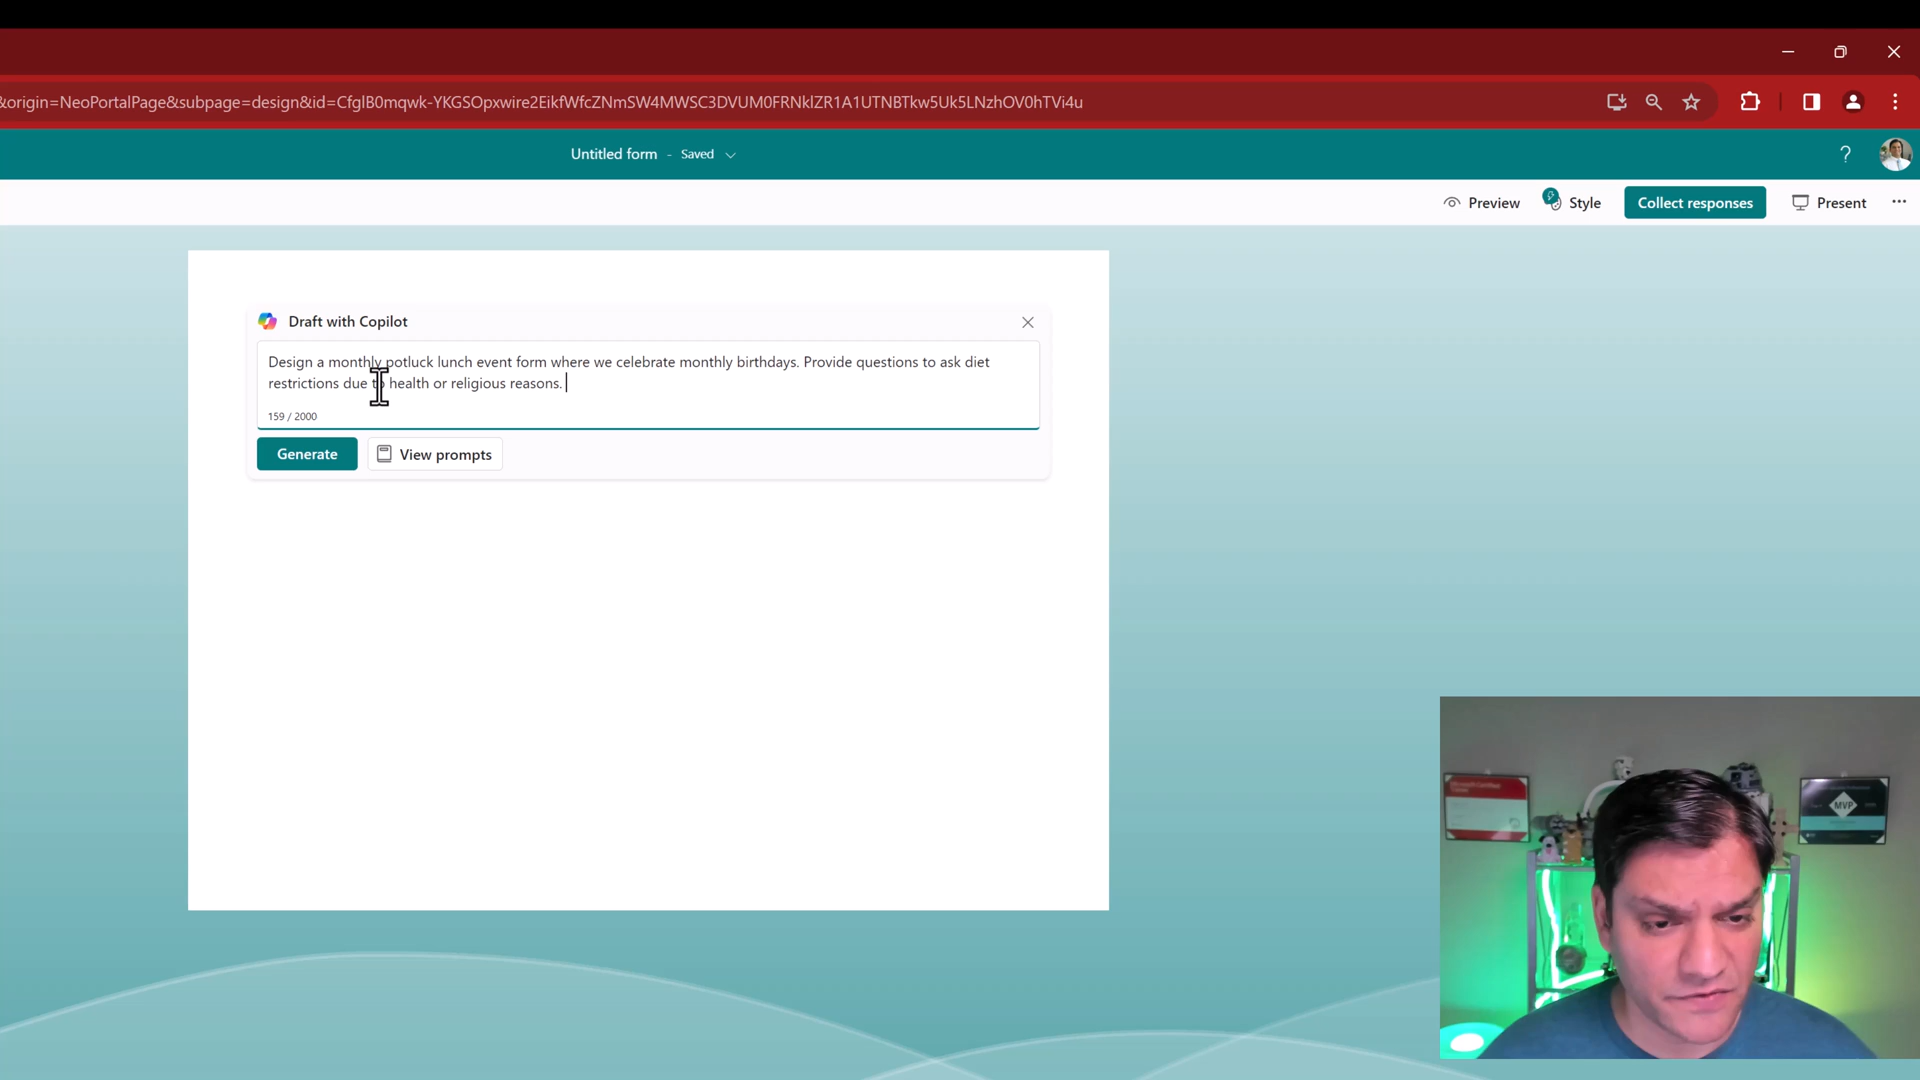 &origin=NeoPortalPage&subpage=design&id=CfglB0mqwk-YKGSOpxwire2EikfWfcZNmSW4MWSC3DVUM0FRNklZR1A1UTNBTkw5Uk5LNzhOV0hTVi4u
Untitled form - Saved
?
Preview Style Collect responses Present
Draft with Copilot
Design a monthly potluck lunch event form where we celebrate monthly birthdays. Provide questions to ask diet
restrictions due to health or religious reasons.
159 / 2000
Generate View prompts
MVP